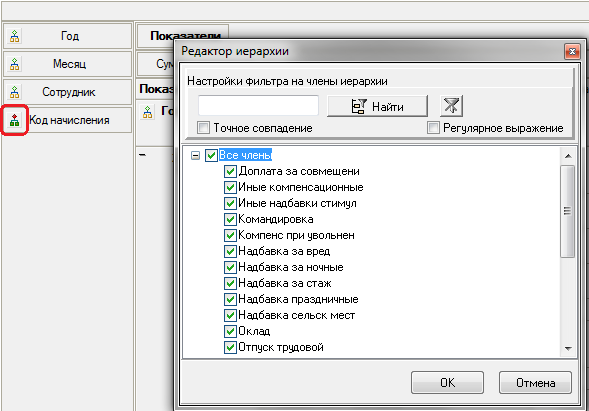 Год
Месяц
Сотрудник
Код начисления
Показатели
Сум
Пока
Го
Редактор иерархии
Настройки фильтра на члены иерархии
Найти
Точное совпадение
Регулярное выражение
Все члены
Доплата за совмещени
Иные компенсационные
Иные надбавки стимул
Командировка
Компенс при увольнен
Надбавка за вред
Надбавка за ночные
Надбавка за стаж
Надбавка праздничные
Надбавка сельск мест
Оклад
Отпуск трудовой
OK
Отмена